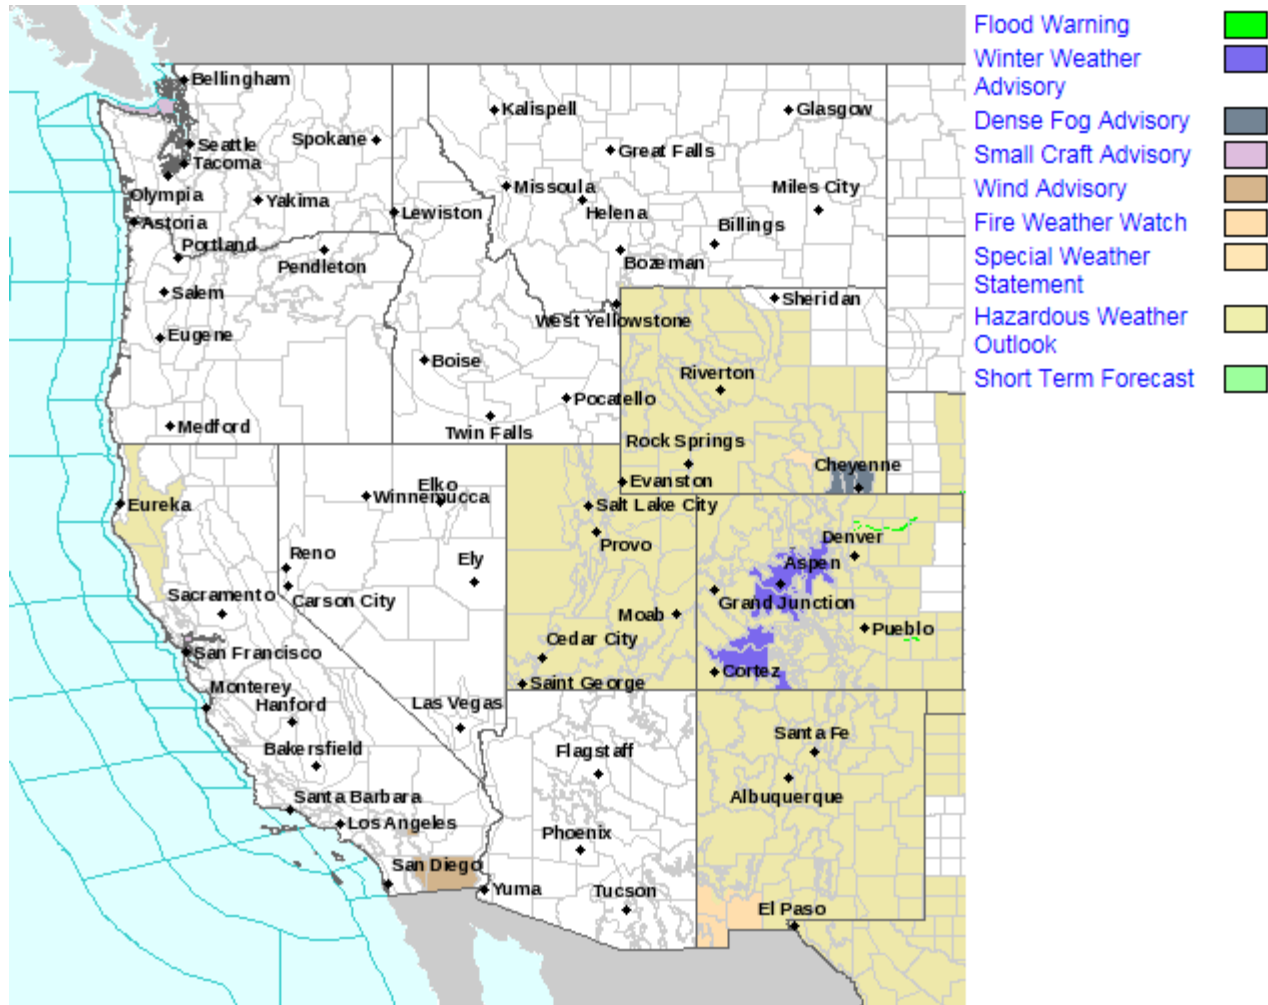 Flood Warning
Winter Weather
Advisory
Dense Fog Advisory
Small Craft Advisory
Wind Advisory
Fire Weather Watch
Special Weather
Statement
Hazardous Weather
Outlook
Short Term Forecast
Bellingham
Kalispell
Glasgow
Seattle
Spokane
Great Falls
Tacoma
Olympia
Yakima
Lewiston
Missoula
Helena
Miles City
Astoria
Portland
Pendleton
Billings
Bozeman
Salem
West Yellowstone
Sheridan
Eugene
Boise
Riverton
Medford
Twin Falls
Pocatello
Rock Springs
Cheyenne
Eureka
Winnemucca
Elko
Evanston
Salt Lake City
Provo
Denver
Reno
Ely
Aspen
Sacramento
Carson City
Moab
Grand Junction
San Francisco
Cedar City
Pueblo
Monterey
Hanford
Las Vegas
Saint George
Cortez
Bakersfield
Flagstaff
Santa Fe
Albuquerque
Santa Barbara
Los Angeles
Phoenix
San Diego
Yuma
Tucson
El Paso